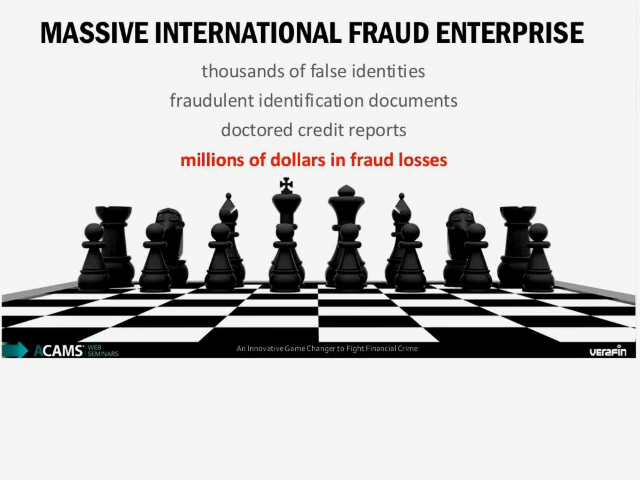 MASSIVE INTERNATIONAL FRAUD ENTERPRISE
thousands of false identities
fraudulent identification documents
doctored credit reports
millions of dollars in fraud losses
ACAMS WEB SEMINARS
An Innovative Game Changer to Fight Financial Crime
VERAFIN